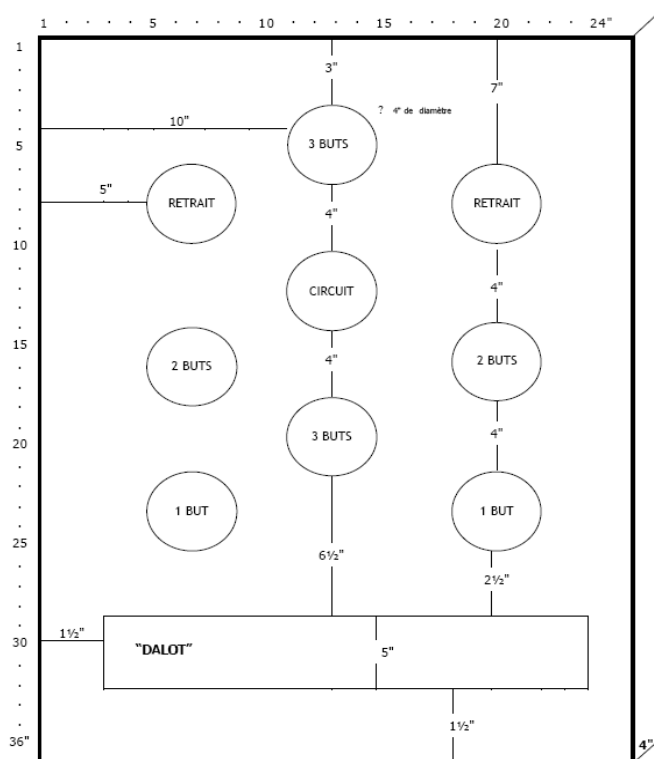 1 · · · 5 · · · · 10 · · · · 15 · · · · 20 · · · 24"
1
3"
7"
? 4" de diamètre
10"
5
3 BUTS
5"
RETRAIT
RETRAIT
4"
10
4"
CIRCUIT
15
4"
2 BUTS
2 BUTS
20
3 BUTS
4"
1 BUT
1 BUT
25
6½"
2½"
30
1½"
"DALOT"
5"
1½"
36"
4"